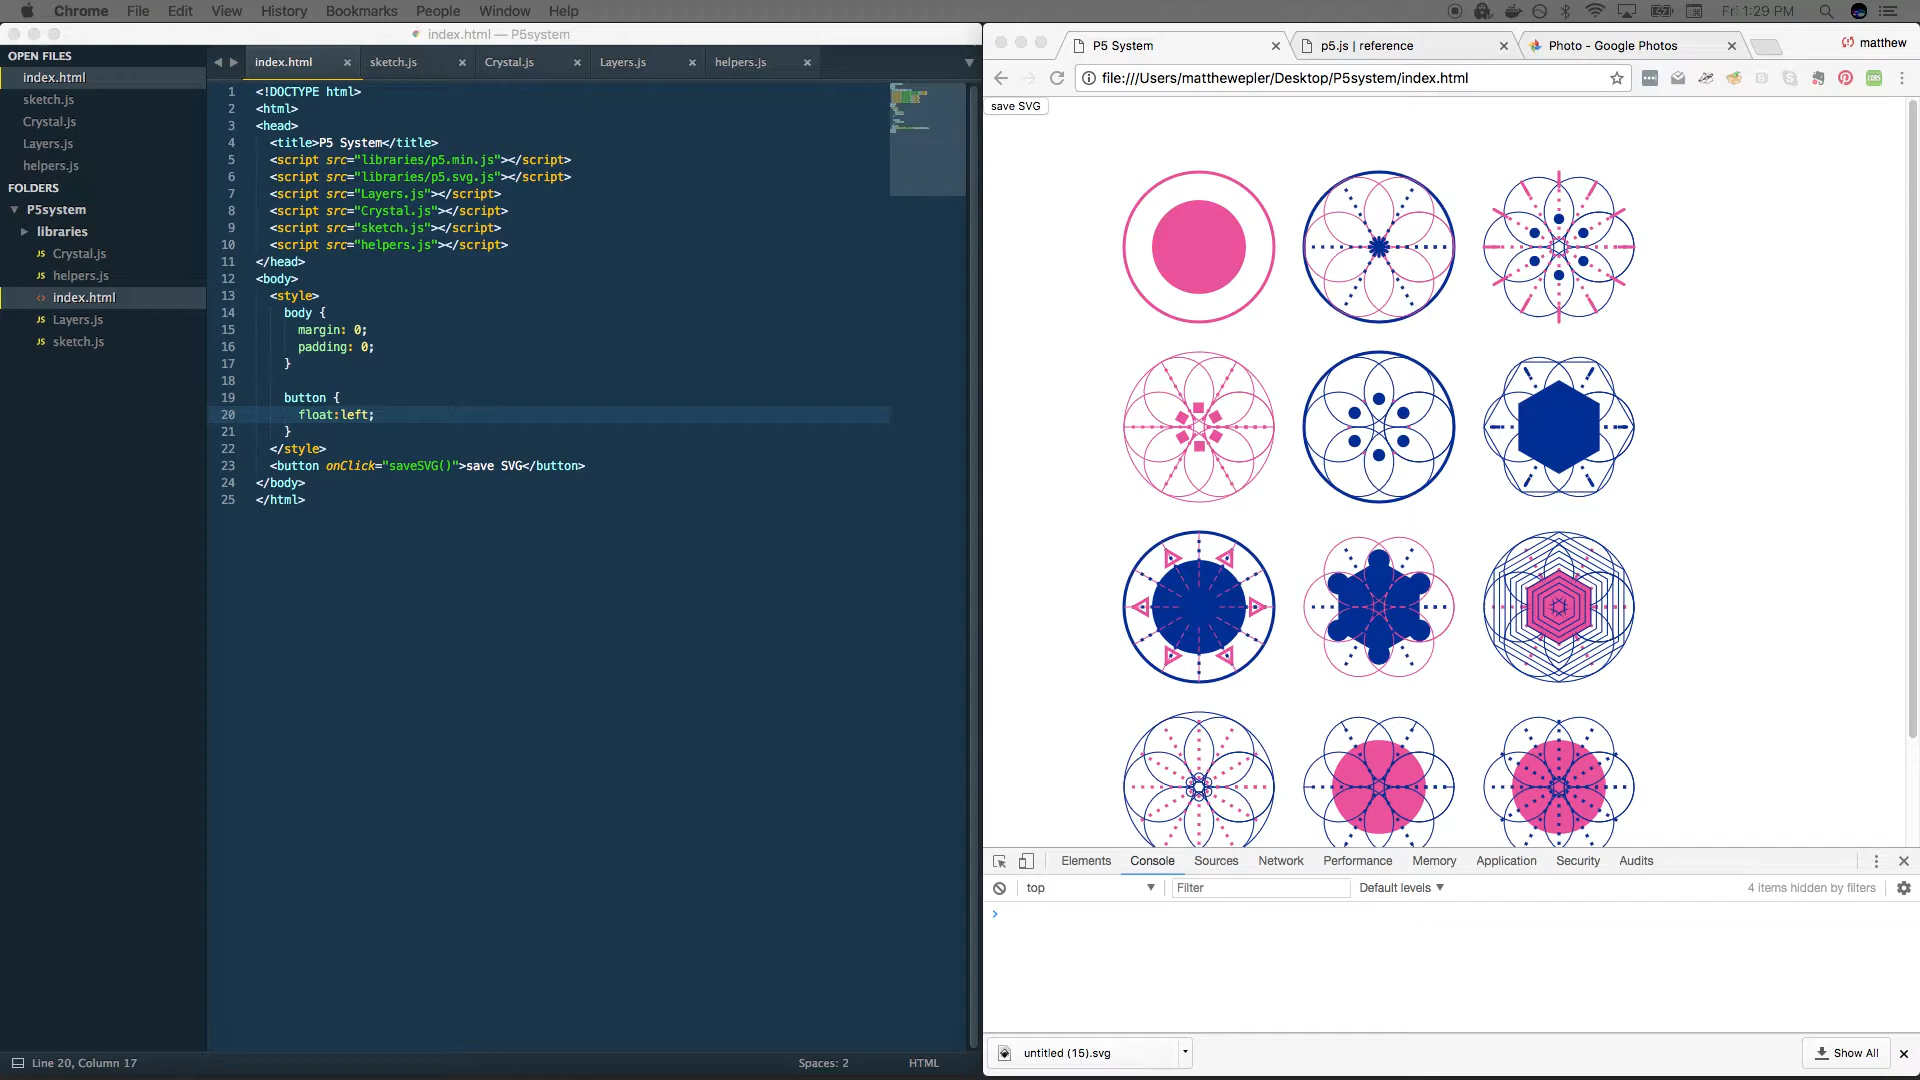 Chrome File Edit View History Bookmarks People Window Help
Fri 1:29 PM
index.html — P5system
OPEN FILES
index.html
sketch.js
Crystal.js
Layers.js
helpers.js
FOLDERS
P5system
libraries
JS Crystal.js
JS helpers.js
<> index.html
JS Layers.js
JS sketch.js
index.html × sketch.js × Crystal.js × Layers.js × helpers.js ×
1 <!DOCTYPE html>
2 <html>
3 <head>
4 <title>P5 System</title>
5 <script src="libraries/p5.min.js"></script>
6 <script src="libraries/p5.svg.js"></script>
7 <script src="Layers.js"></script>
8 <script src="Crystal.js"></script>
9 <script src="sketch.js"></script>
10 <script src="helpers.js"></script>
11 </head>
12 <body>
13 <style>
14 body {
15 margin: 0;
16 padding: 0;
17 }
18
19 button {
20 float:left;
21 }
22 </style>
23 <button onClick="saveSVG()">save SVG</button>
24 </body>
25 </html>
Line 20, Column 17
Spaces: 2
HTML
P5 System × p5.js | reference × Photo - Google Photos ×
matthew
file:///Users/matthewepler/Desktop/P5system/index.html
save SVG
Elements Console Sources Network Performance Memory Application Security Audits
top
Filter
Default levels ▼
4 items hidden by filters
untitled (15).svg
Show All